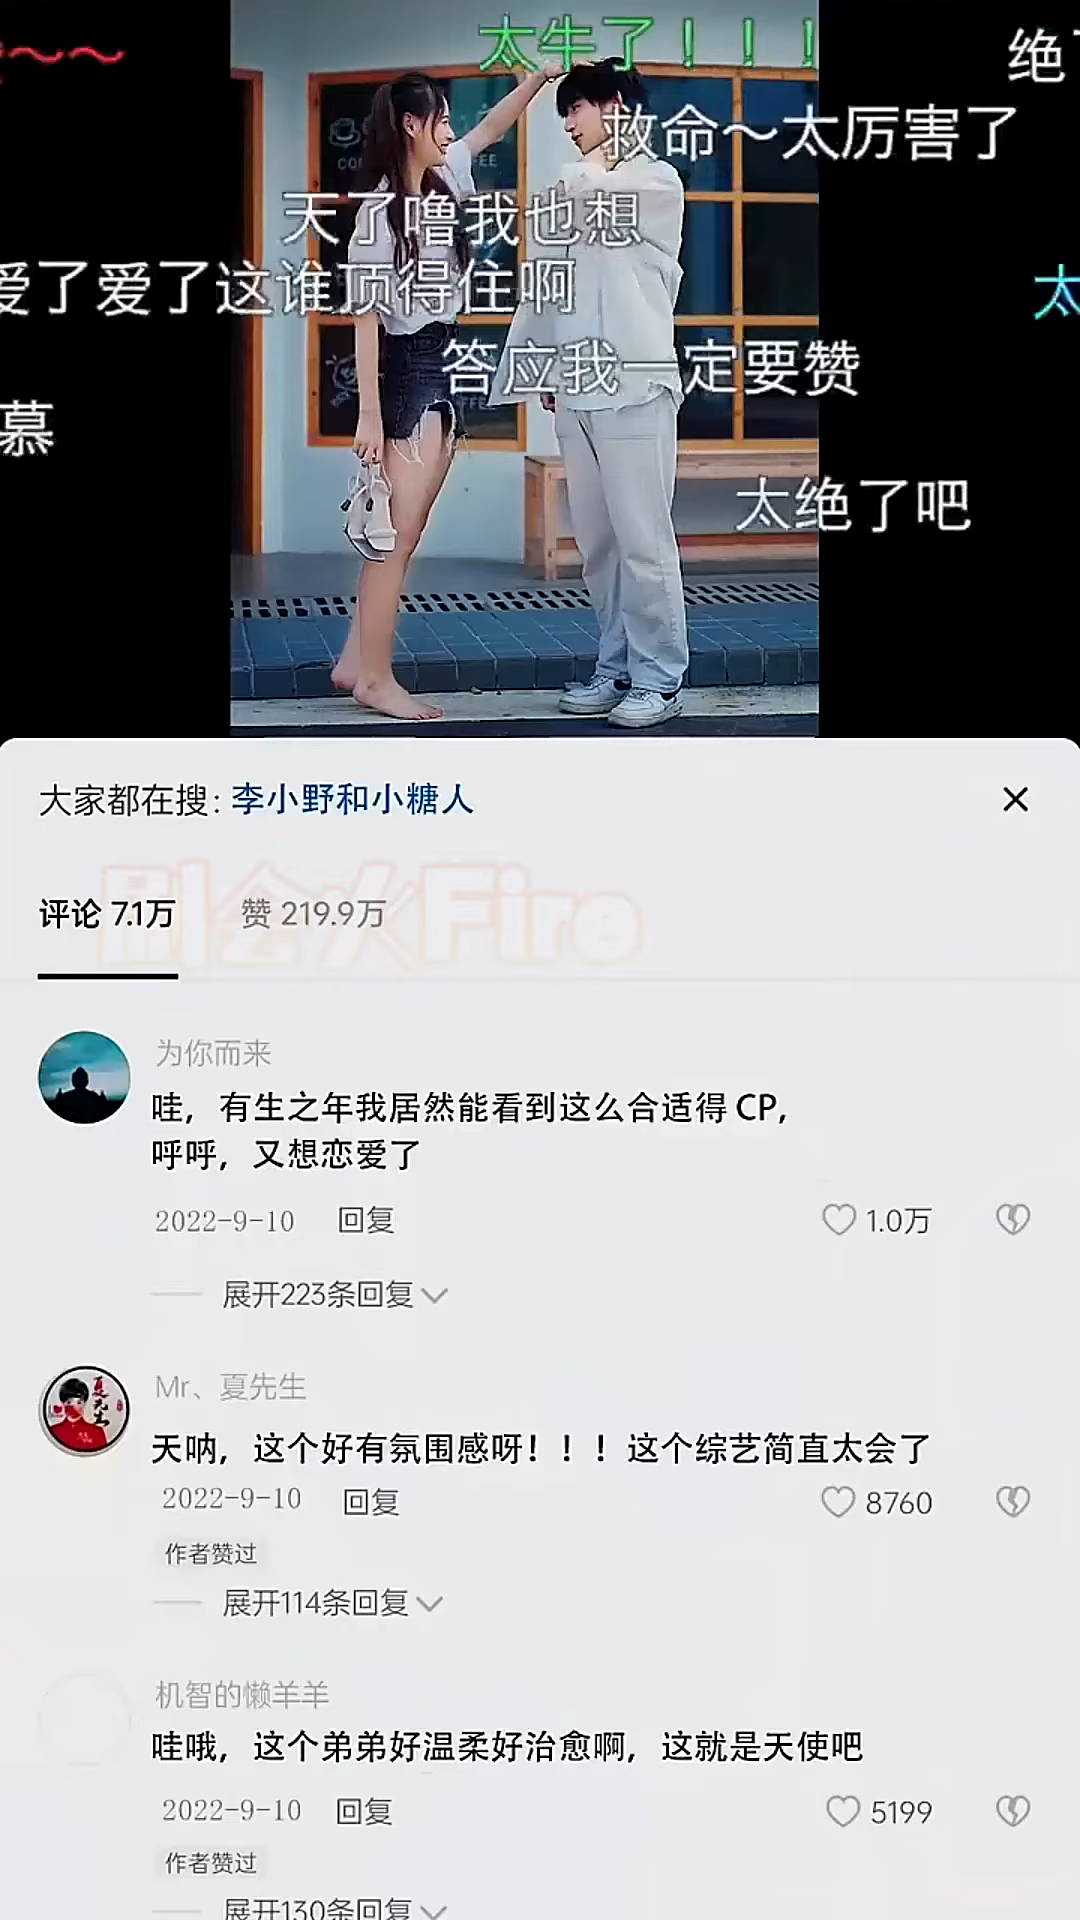 太牛了！！！
绝
救命～太厉害了
天了噜我也想
爱了爱了这谁顶得住啊
太
答应我一定要赞
慕
太绝了吧
大家都在搜: 李小野和小糖人
评论 7.1万 赞 219.9万
Fire
为你而来
哇，有生之年我居然能看到这么合适得 CP,
呼呼，又想恋爱了
2022-9-10 回复 1.0万
展开223条回复
Mr、夏先生
天呐，这个好有氛围感呀！！！这个综艺简直太会了
2022-9-10 回复 8760
作者赞过
展开114条回复
机智的懒羊羊
哇哦，这个弟弟好温柔好治愈啊，这就是天使吧
2022-9-10 回复 5199
作者赞过
展开130条回复